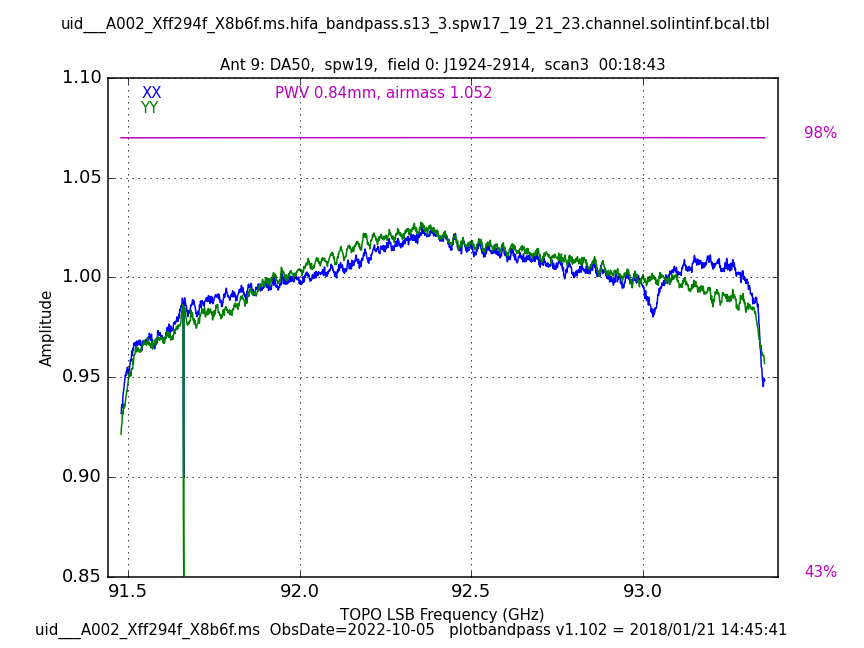 uid___A002_Xff294f_X8b6f.ms.hifa_bandpass.s13_3.spw17_19_21_23.channel.solintinf.bcal.tbl
Ant 9: DA50,  spw19,  field 0: J1924-2914,  scan3  00:18:43
1.10
XX
PWV 0.84mm, airmass 1.052
YY
98%
1.05
1.00
Amplitude
0.95
0.90
0.85
43%
91.5 92.0 92.5 93.0
TOPO LSB Frequency (GHz)
uid___A002_Xff294f_X8b6f.ms  ObsDate=2022-10-05   plotbandpass v1.102 = 2018/01/21 14:45:41